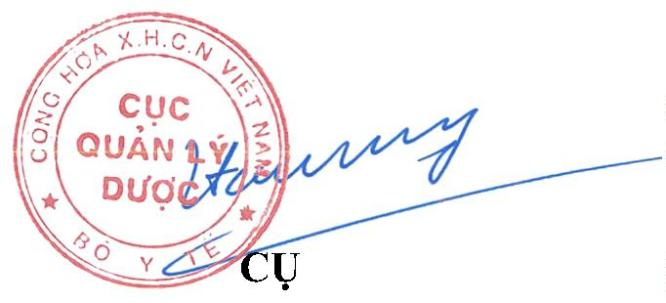 CỘNG HÒA X.H.C.N VIỆT NAM
CỤC
QUẢN LÝ
DƯỢC
BỘ Y TẾ
CỤ